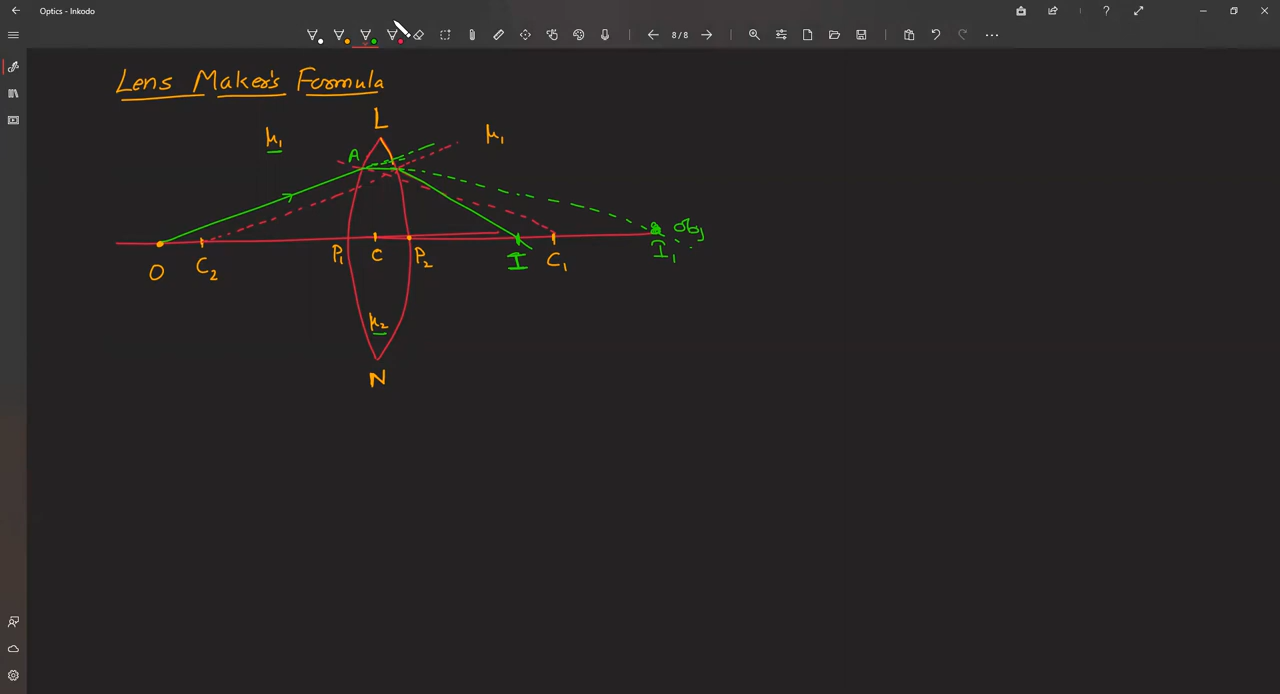 Optics - Inkodo
8/8
Lens Maker's Formula
L
μ₁
μ₁
A
obj
O
C₂
P₁
C
P₂
I
C₁
I₁
μ₂
N